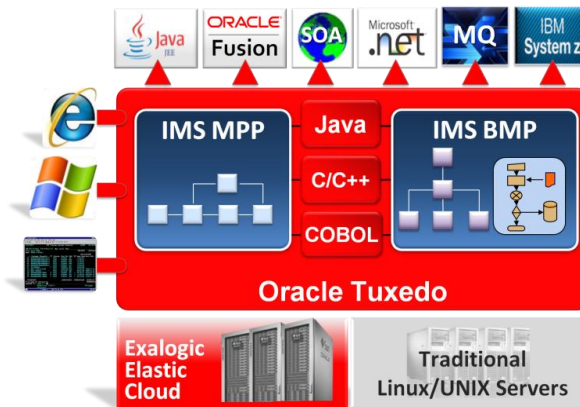 Java
JEE
ORACLE
Fusion
SOA
Microsoft
.net
MQ
IBM
System z
IMS MPP
Java
C/C++
COBOL
IMS BMP
Oracle Tuxedo
Exalogic
Elastic
Cloud
Traditional
Linux/UNIX Servers